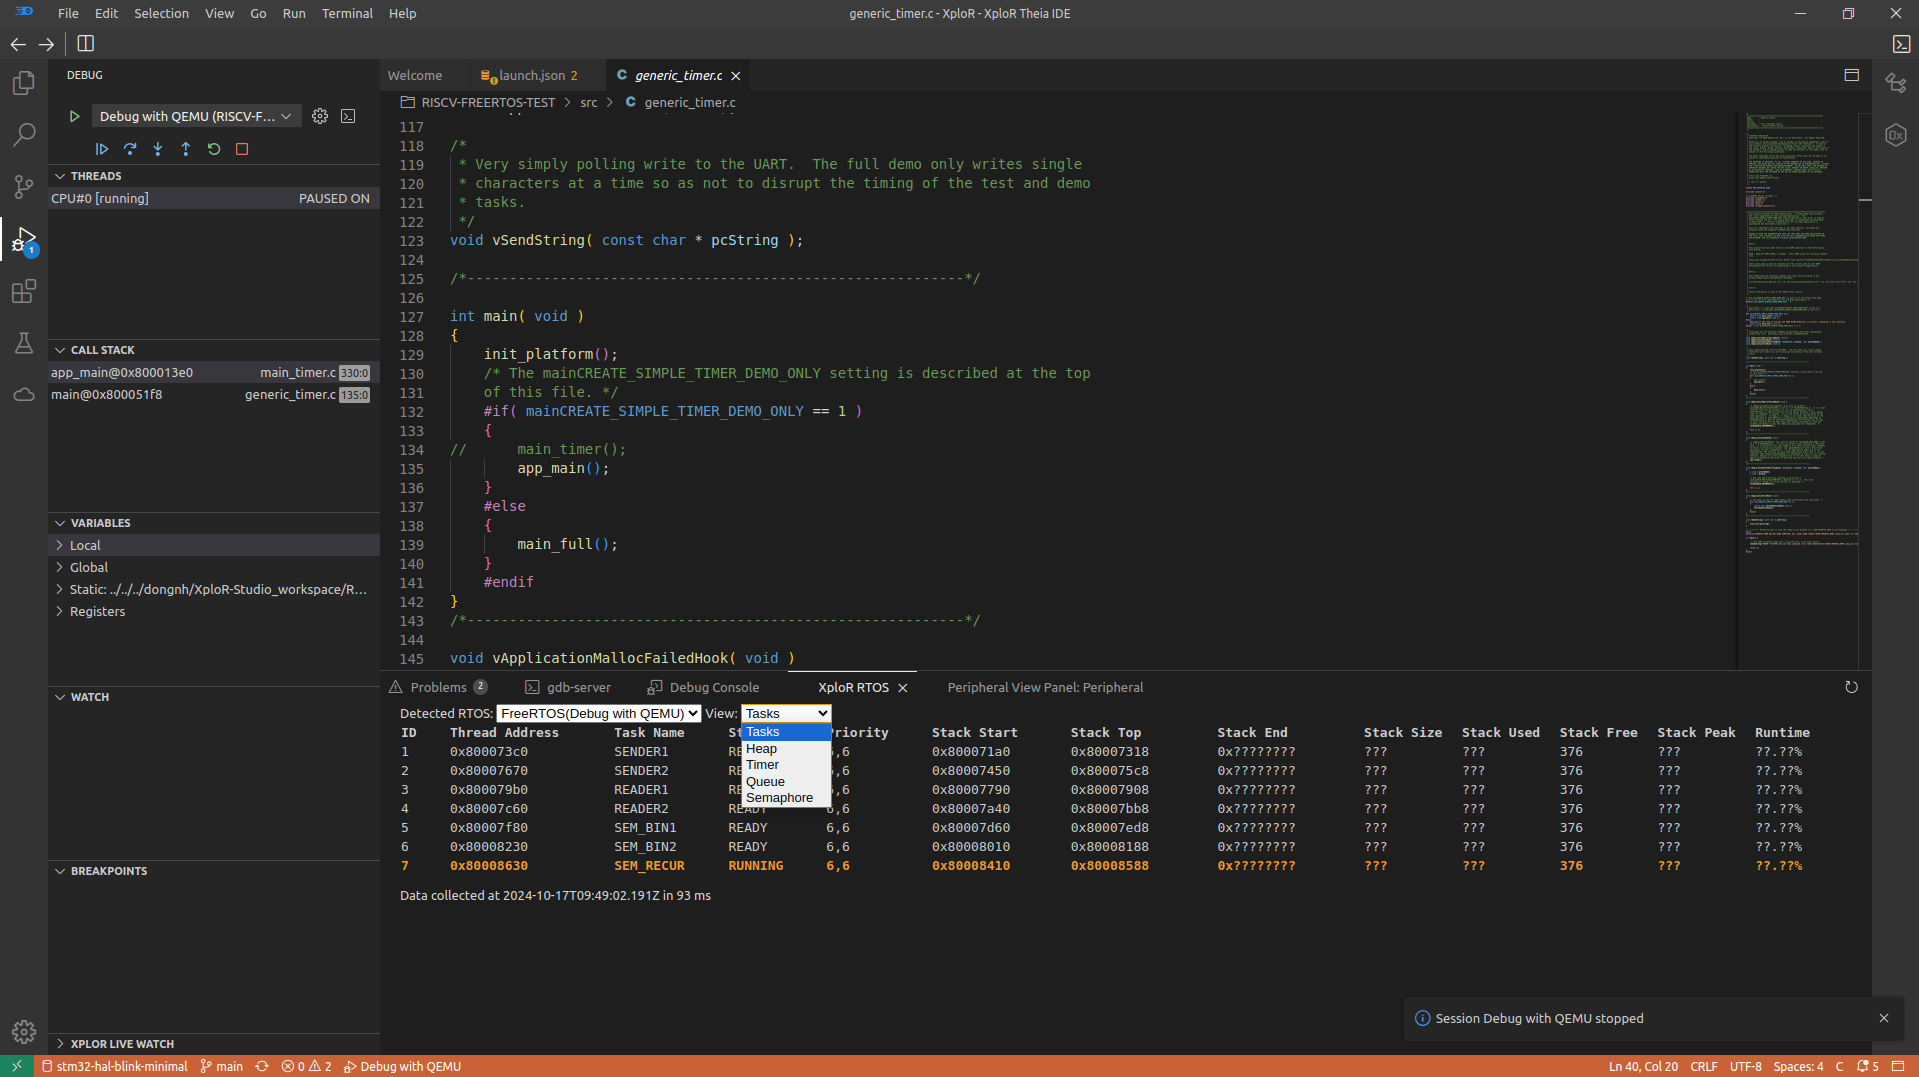 File Edit Selection View Go Run Terminal Help
generic_timer.c - XploR - XploR Theia IDE
DEBUG
Debug with QEMU (RISCV-F...
THREADS
CPU#0 [running] PAUSED ON
CALL STACK
app_main@0x800013e0 main_timer.c 330:0
main@0x800051f8 generic_timer.c 135:0
VARIABLES
Local
Global
Static: ../../../dongnh/XploR-Studio_workspace/R...
Registers
WATCH
BREAKPOINTS
XPLOR LIVE WATCH
1
Welcome launch.json 2 C generic_timer.c
RISCV-FREERTOS-TEST > src > C generic_timer.c
117
118 /*
119 * Very simply polling write to the UART.  The full demo only writes single
120 * characters at a time so as not to disrupt the timing of the test and demo
121 * tasks.
122 */
123 void vSendString( const char * pcString );
124
125 /*-----------------------------------------------------------*/
126
127 int main( void )
128 {
129 init_platform();
130 /* The mainCREATE_SIMPLE_TIMER_DEMO_ONLY setting is described at the top
131 of this file. */
132 #if( mainCREATE_SIMPLE_TIMER_DEMO_ONLY == 1 )
133 {
134 // main_timer();
135 app_main();
136 }
137 #else
138 {
139 main_full();
140 }
141 #endif
142 }
143 /*-----------------------------------------------------------*/
144
145 void vApplicationMallocFailedHook( void )
Problems 2 gdb-server Debug Console XploR RTOS Peripheral View Panel: Peripheral
Detected RTOS: FreeRTOS(Debug with QEMU) View: Tasks
Tasks
Heap
Timer
Queue
Semaphore
ID Thread Address Task Name St Priority Stack Start Stack Top Stack End Stack Size Stack Used Stack Free Stack Peak Runtime
1 0x800073c0 SENDER1 RE ,6 0x800071a0 0x80007318 0x???????? ??? ??? 376 ??? ??.??%
2 0x80007670 SENDER2 RE ,6 0x80007450 0x800075c8 0x???????? ??? ??? 376 ??? ??.??%
3 0x800079b0 READER1 RE ,6 0x80007790 0x80007908 0x???????? ??? ??? 376 ??? ??.??%
4 0x80007c60 READER2 READY 6,6 0x80007a40 0x80007bb8 0x???????? ??? ??? 376 ??? ??.??%
5 0x80007f80 SEM_BIN1 READY 6,6 0x80007d60 0x80007ed8 0x???????? ??? ??? 376 ??? ??.??%
6 0x80008230 SEM_BIN2 READY 6,6 0x80008010 0x80008188 0x???????? ??? ??? 376 ??? ??.??%
7 0x80008630 SEM_RECUR RUNNING 6,6 0x80008410 0x80008588 0x???????? ??? ??? 376 ??? ??.??%
Data collected at 2024-10-17T09:49:02.191Z in 93 ms
Session Debug with QEMU stopped
stm32-hal-blink-minimal main 0 2 Debug with QEMU Ln 40, Col 20 CRLF UTF-8 Spaces: 4 C 5